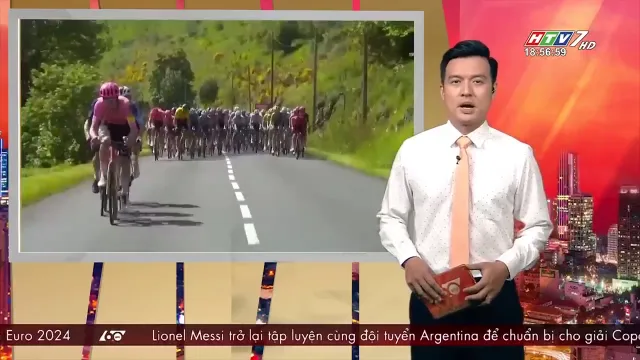 HTV7 HD
18:56:59
Euro 2024 60 Lionel Messi trở lại tập luyện cùng đội tuyển Argentina để chuẩn bị cho giải Cop